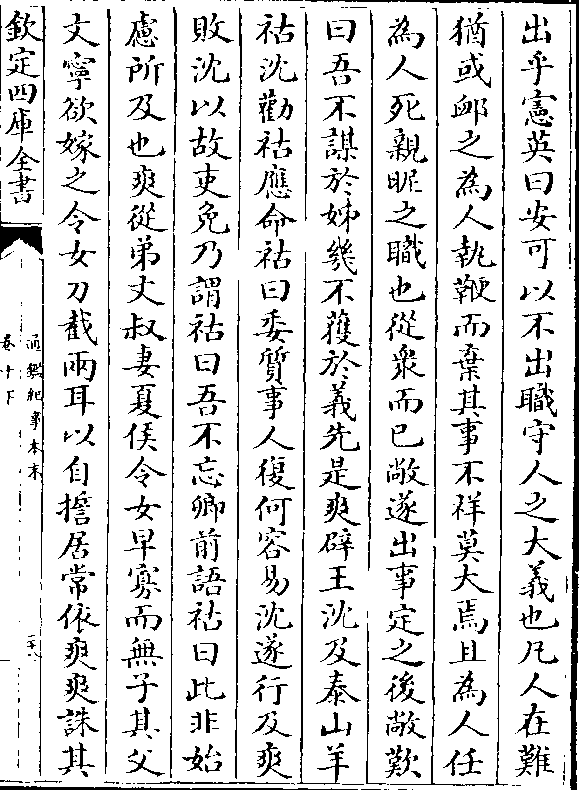 出乎憲英曰安可以不出職守人之大義也凡人在難
猶或衈之為人執鞭而棄其事不祥莫大焉且為人任
為人死親昵之職也從衆而已敞遂出事定之後敞歎
曰吾不謀於姊幾不獲於義先是爽辟王沈及泰山羊
祜沈勸祜應命祜曰委質事人復何容易沈遂行及爽
敗沈以故吏免乃謂祜曰吾不忘卿前語祜曰此非始
慮所及也爽從弟文叔妻夏侯令女早寡而無子其父
文寧欲嫁之令女刀截兩耳以自擔居常依爽爽誅其
欽定四庫全書
通鑑紀事本末
卷十下